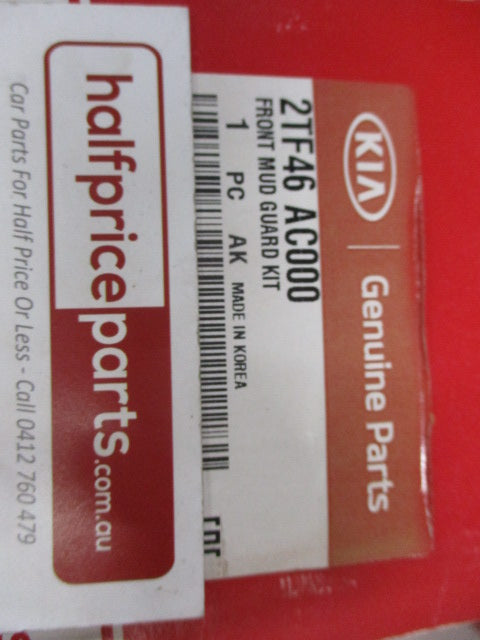 KIA
Genuine Parts
2TF46 AC000
FRONT MUD GUARD KIT
1 PC AK MADE IN KOREA
halfpriceparts.com.au
Car Parts For Half Price Or Less - Call 0412 760 479